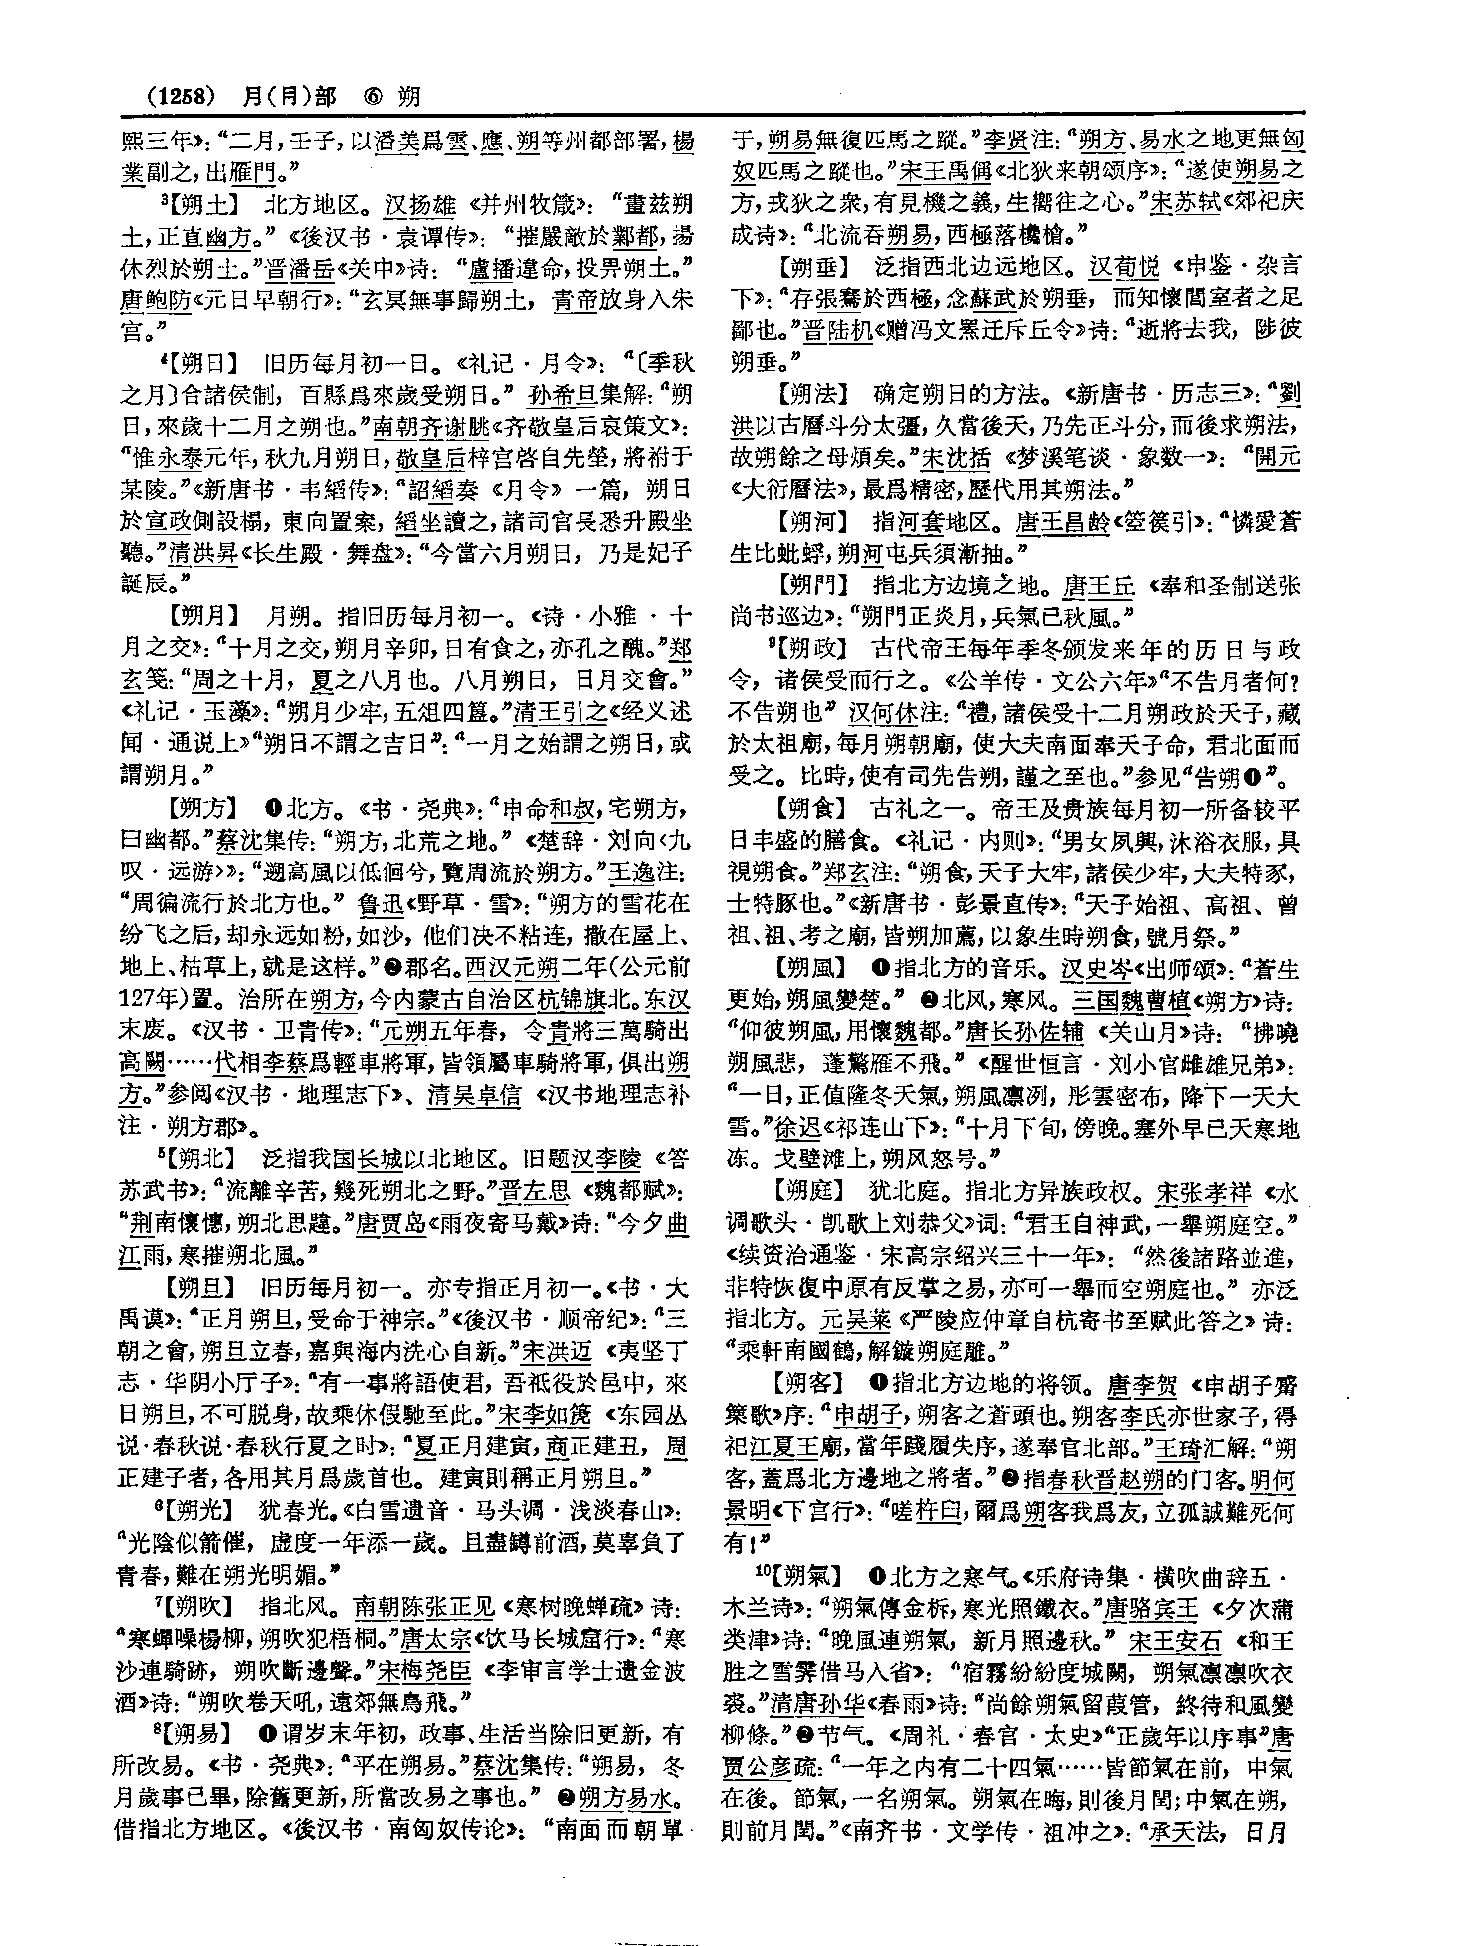 (1258) 月(⺝)部 ⑥ 朔
熙三年》：“二月，壬子，以潘美爲雲、應、朔等州都部署，楊
業副之，出雁門。”
³【朔土】 北方地区。汉扬雄《并州牧箴》：“畫兹朔
土，正直幽方。”《後汉书·袁谭传》：“摧嚴敵於鄴都，揚
休烈於朔土。”晋潘岳《关中》诗：“盧播違命，投畀朔土。”
唐鲍防《元日早朝行》：“玄冥無事歸朔土，青帝放身入朱
宫。”
⁴【朔日】 旧历每月初一日。《礼记·月令》：“〔季秋
之月〕合諸侯制，百縣爲來歲受朔日。”孙希旦集解：“朔
日，來歲十二月之朔也。”南朝齐谢朓《齐敬皇后哀策文》：
“惟永泰元年，秋九月朔日，敬皇后梓宫啓自先塋，將祔于
某陵。”《新唐书·韦縚传》：“詔縚奏《月令》一篇，朔日
於宣政側設榻，東向置案，縚坐讀之，諸司官長悉升殿坐
聽。”清洪昇《长生殿·舞盘》：“今當六月朔日，乃是妃子
誕辰。”
【朔月】 月朔。指旧历每月初一。《诗·小雅·十
月之交》：“十月之交，朔月辛卯，日有食之，亦孔之醜。”郑
玄笺：“周之十月，夏之八月也。八月朔日，日月交會。”
《礼记·玉藻》：“朔月少牢，五俎四簋。”清王引之《经义述
闻·通说上》“朔日不謂之吉日”：“一月之始謂之朔日，或
謂朔月。”
【朔方】 ❶北方。《书·尧典》：“申命和叔，宅朔方，
曰幽都。”蔡沈集传：“朔方，北荒之地。”《楚辞·刘向〈九
叹·远游〉》：“遡高風以低佪兮，覽周流於朔方。”王逸注：
“周徧流行於北方也。”鲁迅《野草·雪》：“朔方的雪花在
纷飞之后，却永远如粉，如沙，他们决不粘连，撒在屋上、
地上、枯草上，就是这样。”❷郡名。西汉元朔二年（公元前
127年）置。治所在朔方，今内蒙古自治区杭锦旗北。东汉
末废。《汉书·卫青传》：“元朔五年春，令青將三萬騎出
高闕……代相李蔡爲輕車將軍，皆領屬車騎將軍，俱出朔
方。”参阅《汉书·地理志下》、清吴卓信《汉书地理志补
注·朔方郡》。
⁵【朔北】 泛指我国长城以北地区。旧题汉李陵《答
苏武书》：“流離辛苦，幾死朔北之野。”晋左思《魏都赋》：
“荆南懷憓，朔北思韙。”唐贾岛《雨夜寄马戴》诗：“今夕曲
江雨，寒摧朔北風。”
【朔旦】 旧历每月初一。亦专指正月初一。《书·大
禹谟》：“正月朔旦，受命于神宗。”《後汉书·顺帝纪》：“三
朝之會，朔旦立春，嘉與海内洗心自新。”宋洪迈《夷坚丁
志·华阴小厅子》：“有一事將語使君，吾祗役於邑中，來
日朔旦，不可脱身，故乘休假馳至此。”宋李如箎《东园丛
说·春秋说·春秋行夏之时》：“夏正月建寅，商正建丑，周
正建子者，各用其月爲歲首也。建寅則稱正月朔旦。”
⁶【朔光】 犹春光。《白雪遗音·马头调·浅淡春山》：
“光陰似箭催，虚度一年添一歲。且盡罇前酒，莫辜負了
青春，難在朔光明媚。”
⁷【朔吹】 指北风。南朝陈张正见《寒树晚蝉疏》诗：
“寒蟬噪楊柳，朔吹犯梧桐。”唐太宗《饮马长城窟行》：“寒
沙連騎跡，朔吹斷邊聲。”宋梅尧臣《李审言学士遗金波
酒》诗：“朔吹卷天吼，遠郊無鳥飛。”
⁸【朔易】 ❶谓岁末年初，政事、生活当除旧更新，有
所改易。《书·尧典》：“平在朔易。”蔡沈集传：“朔易，冬
月歲事已畢，除舊更新，所當改易之事也。”❷朔方易水。
借指北方地区。《後汉书·南匈奴传论》：“南面而朝單
于，朔易無復匹馬之蹤。”李贤注：“朔方、易水之地更無匈
奴匹馬之蹤也。”宋王禹偁《北狄来朝颂序》：“遂使朔易之
方，戎狄之衆，有見機之義，生嚮往之心。”宋苏轼《郊祀庆
成诗》：“北流吞朔易，西極落欃槍。”
【朔垂】 泛指西北边远地区。汉荀悦《申鉴·杂言
下》：“存張騫於西極，念蘇武於朔垂，而知懷閭室者之足
鄙也。”晋陆机《赠冯文罴迁斥丘令》诗：“逝將去我，陟彼
朔垂。”
【朔法】 确定朔日的方法。《新唐书·历志三》：“劉
洪以古曆斗分太彊，久當後天，乃先正斗分，而後求朔法，
故朔餘之母煩矣。”宋沈括《梦溪笔谈·象数一》：“開元
《大衍曆法》，最爲精密，歷代用其朔法。”
【朔河】 指河套地区。唐王昌龄《箜篌引》：“憐愛蒼
生比蚍蜉，朔河屯兵須漸抽。”
【朔門】 指北方边境之地。唐王丘《奉和圣制送张
尚书巡边》：“朔門正炎月，兵氣已秋風。”
⁹【朔政】 古代帝王每年季冬颁发来年的历日与政
令，诸侯受而行之。《公羊传·文公六年》“不告月者何？
不告朔也”汉何休注：“禮，諸侯受十二月朔政於天子，藏
於太祖廟，每月朔朝廟，使大夫南面奉天子命，君北面而
受之。比時，使有司先告朔，謹之至也。”参见“告朔❶”。
【朔食】 古礼之一。帝王及贵族每月初一所备较平
日丰盛的膳食。《礼记·内则》：“男女夙興，沐浴衣服，具
視朔食。”郑玄注：“朔食，天子大牢，諸侯少牢，大夫特豕，
士特豚也。”《新唐书·彭景直传》：“天子始祖、高祖、曾
祖、祖、考之廟，皆朔加薦，以象生時朔食，號月祭。”
【朔風】 ❶指北方的音乐。汉史岑《出师颂》：“蒼生
更始，朔風變楚。”❷北风，寒风。三国魏曹植《朔方》诗：
“仰彼朔風，用懷魏都。”唐长孙佐辅《关山月》诗：“拂曉
朔風悲，蓬驚雁不飛。”《醒世恒言·刘小官雌雄兄弟》：
“一日，正值隆冬天氣，朔風凛冽，彤雲密布，降下一天大
雪。”徐迟《祁连山下》：“十月下旬，傍晚。塞外早已天寒地
冻。戈壁滩上，朔风怒号。”
【朔庭】 犹北庭。指北方异族政权。宋张孝祥《水
调歌头·凯歌上刘恭父》词：“君王自神武，一舉朔庭空。”
《续资治通鉴·宋高宗绍兴三十一年》：“然後諸路並進，
非特恢復中原有反掌之易，亦可一舉而空朔庭也。”亦泛
指北方。元吴莱《严陵应仲章自杭寄书至赋此答之》诗：
“乘軒南國鶴，解鏇朔庭雕。”
【朔客】 ❶指北方边地的将领。唐李贺《申胡子觱
篥歌》序：“申胡子，朔客之蒼頭也。朔客李氏亦世家子，得
祀江夏王廟，當年踐履失序，遂奉官北部。”王琦汇解：“朔
客，蓋爲北方邊地之將者。”❷指春秋晋赵朔的门客。明何
景明《下宫行》：“嗟杵臼，爾爲朔客我爲友，立孤誠難死何
有！”
¹⁰【朔氣】 ❶北方之寒气。《乐府诗集·横吹曲辞五·
木兰诗》：“朔氣傳金柝，寒光照鐵衣。”唐骆宾王《夕次蒲
类津》诗：“晚風連朔氣，新月照邊秋。”宋王安石《和王
胜之雪霁借马入省》：“宿霧紛紛度城闕，朔氣凛凛吹衣
裘。”清唐孙华《春雨》诗：“尚餘朔氣留葭管，終待和風變
柳條。”❷节气。《周礼·春官·太史》“正歲年以序事”唐
贾公彦疏：“一年之内有二十四氣……皆節氣在前，中氣
在後。節氣，一名朔氣。朔氣在晦，則後月閏；中氣在朔，
則前月閏。”《南齐书·文学传·祖冲之》：“承天法，日月